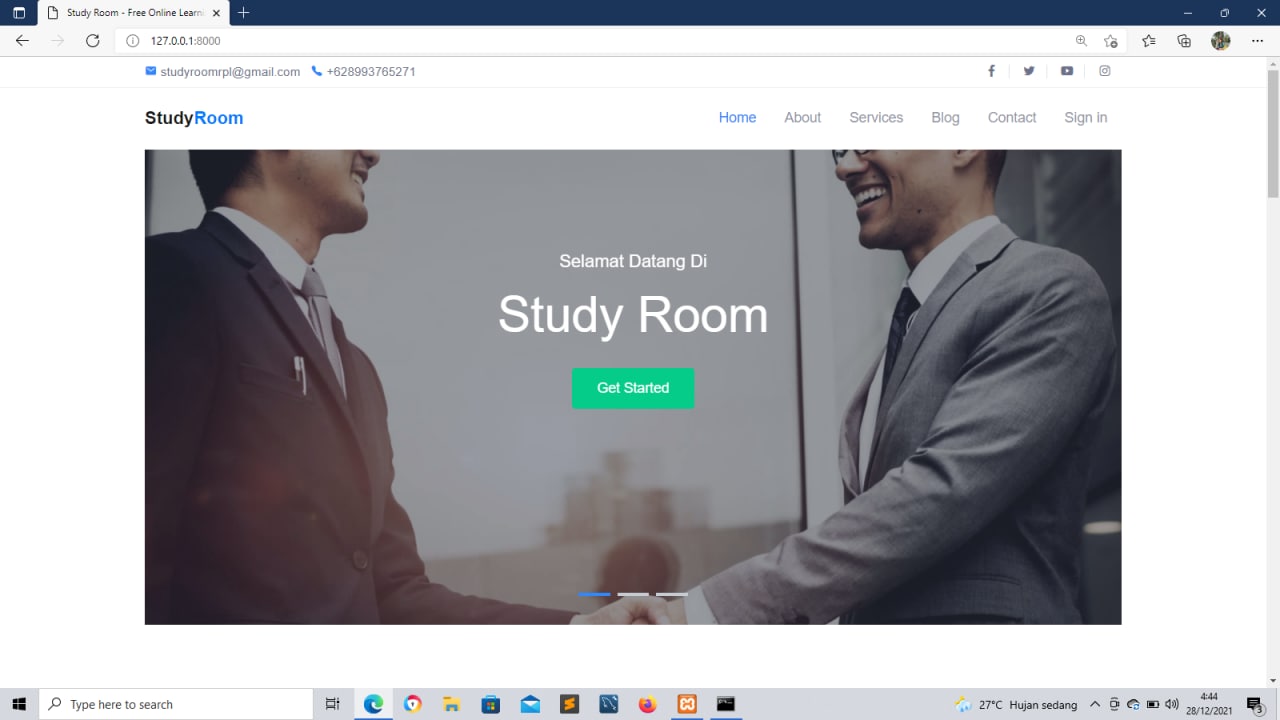 Study Room - Free Online Learni
127.0.0.1:8000
studyroomrpl@gmail.com +628993765271
StudyRoom
Home About Services Blog Contact Sign in
Selamat Datang Di
Study Room
Get Started
Type here to search
27°C Hujan sedang
4:44
28/12/2021
3